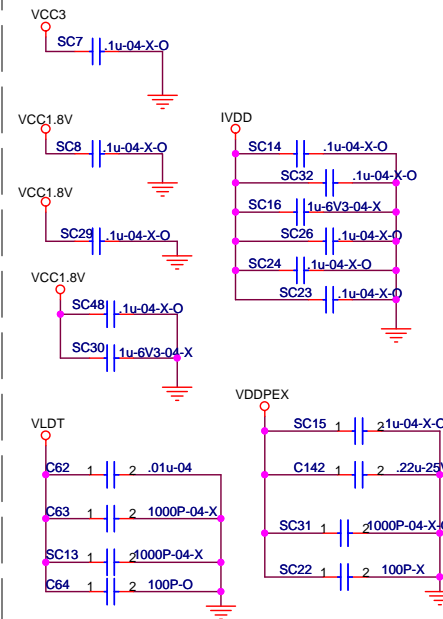 VCC3
SC7 .1u-04-X-O
VCC1.8V
SC8 .1u-04-X-O
VCC1.8V
SC29 .1u-04-X-O
VCC1.8V
SC48 .1u-04-X-O
SC30 1u-6V3-04-X
IVDD
SC14 .1u-04-X-O
SC32 .1u-04-X-O
SC16 1u-6V3-04-X
SC26 .1u-04-X-O
SC24 .1u-04-X-O
SC23 .1u-04-X-O
VLDT
C62 1 2 .01u-04
C63 1 2 1000P-04-X
SC13 1 2 1000P-04-X
C64 1 2 100P-O
VDDPEX
SC15 1 2 .1u-04-X-O
C142 1 2 .22u-25V
SC31 1 2 1000P-04-X-O
SC22 1 2 100P-X